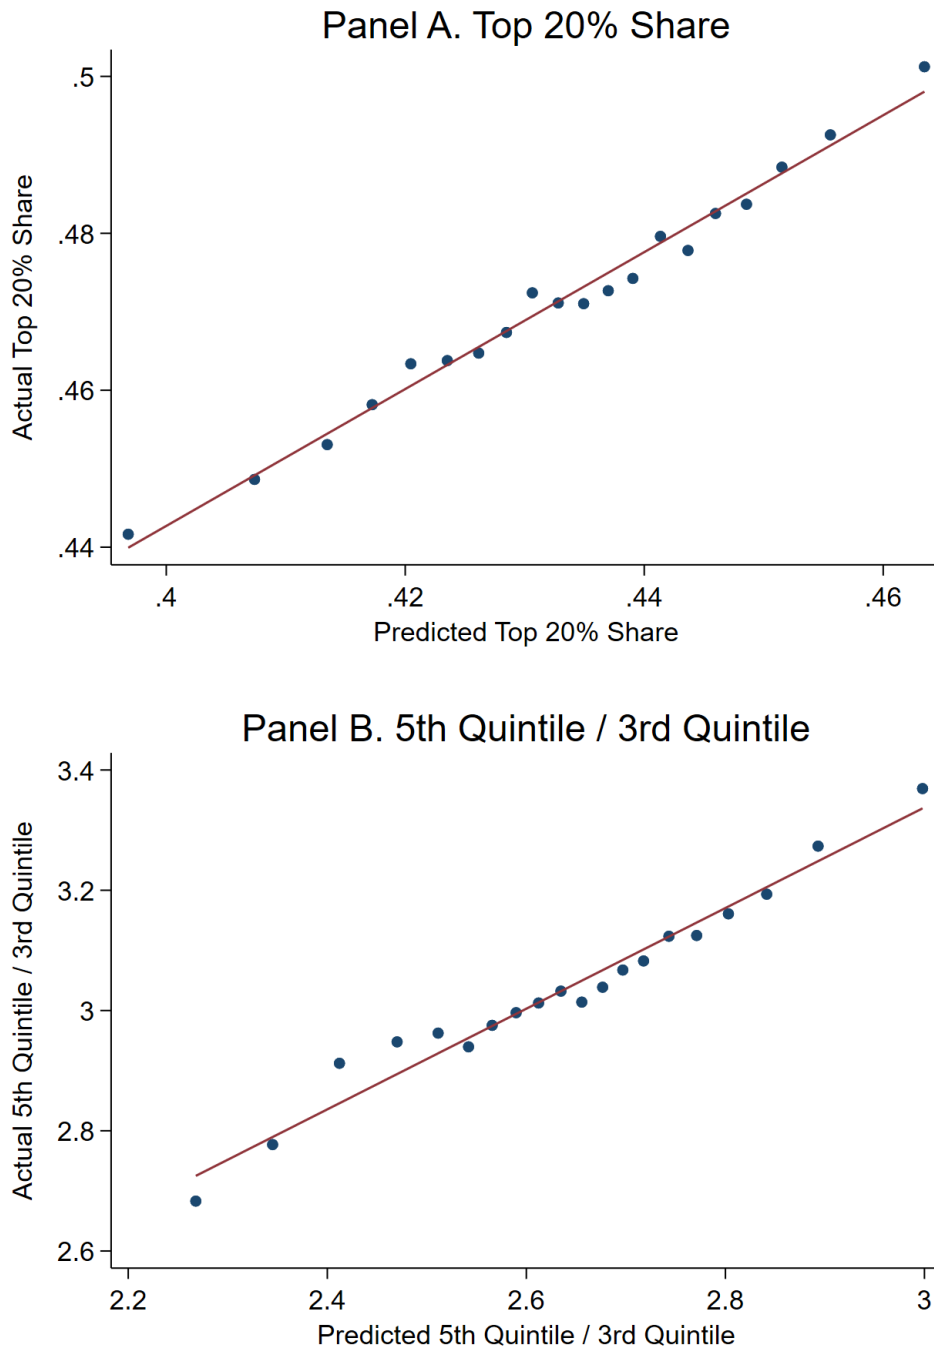 Panel A. Top 20% Share
.5
.48
.46
.44
Actual Top 20% Share
.4 .42 .44 .46
Predicted Top 20% Share
Panel B. 5th Quintile / 3rd Quintile
3.4
3.2
3
2.8
2.6
Actual 5th Quintile / 3rd Quintile
2.2 2.4 2.6 2.8 3
Predicted 5th Quintile / 3rd Quintile